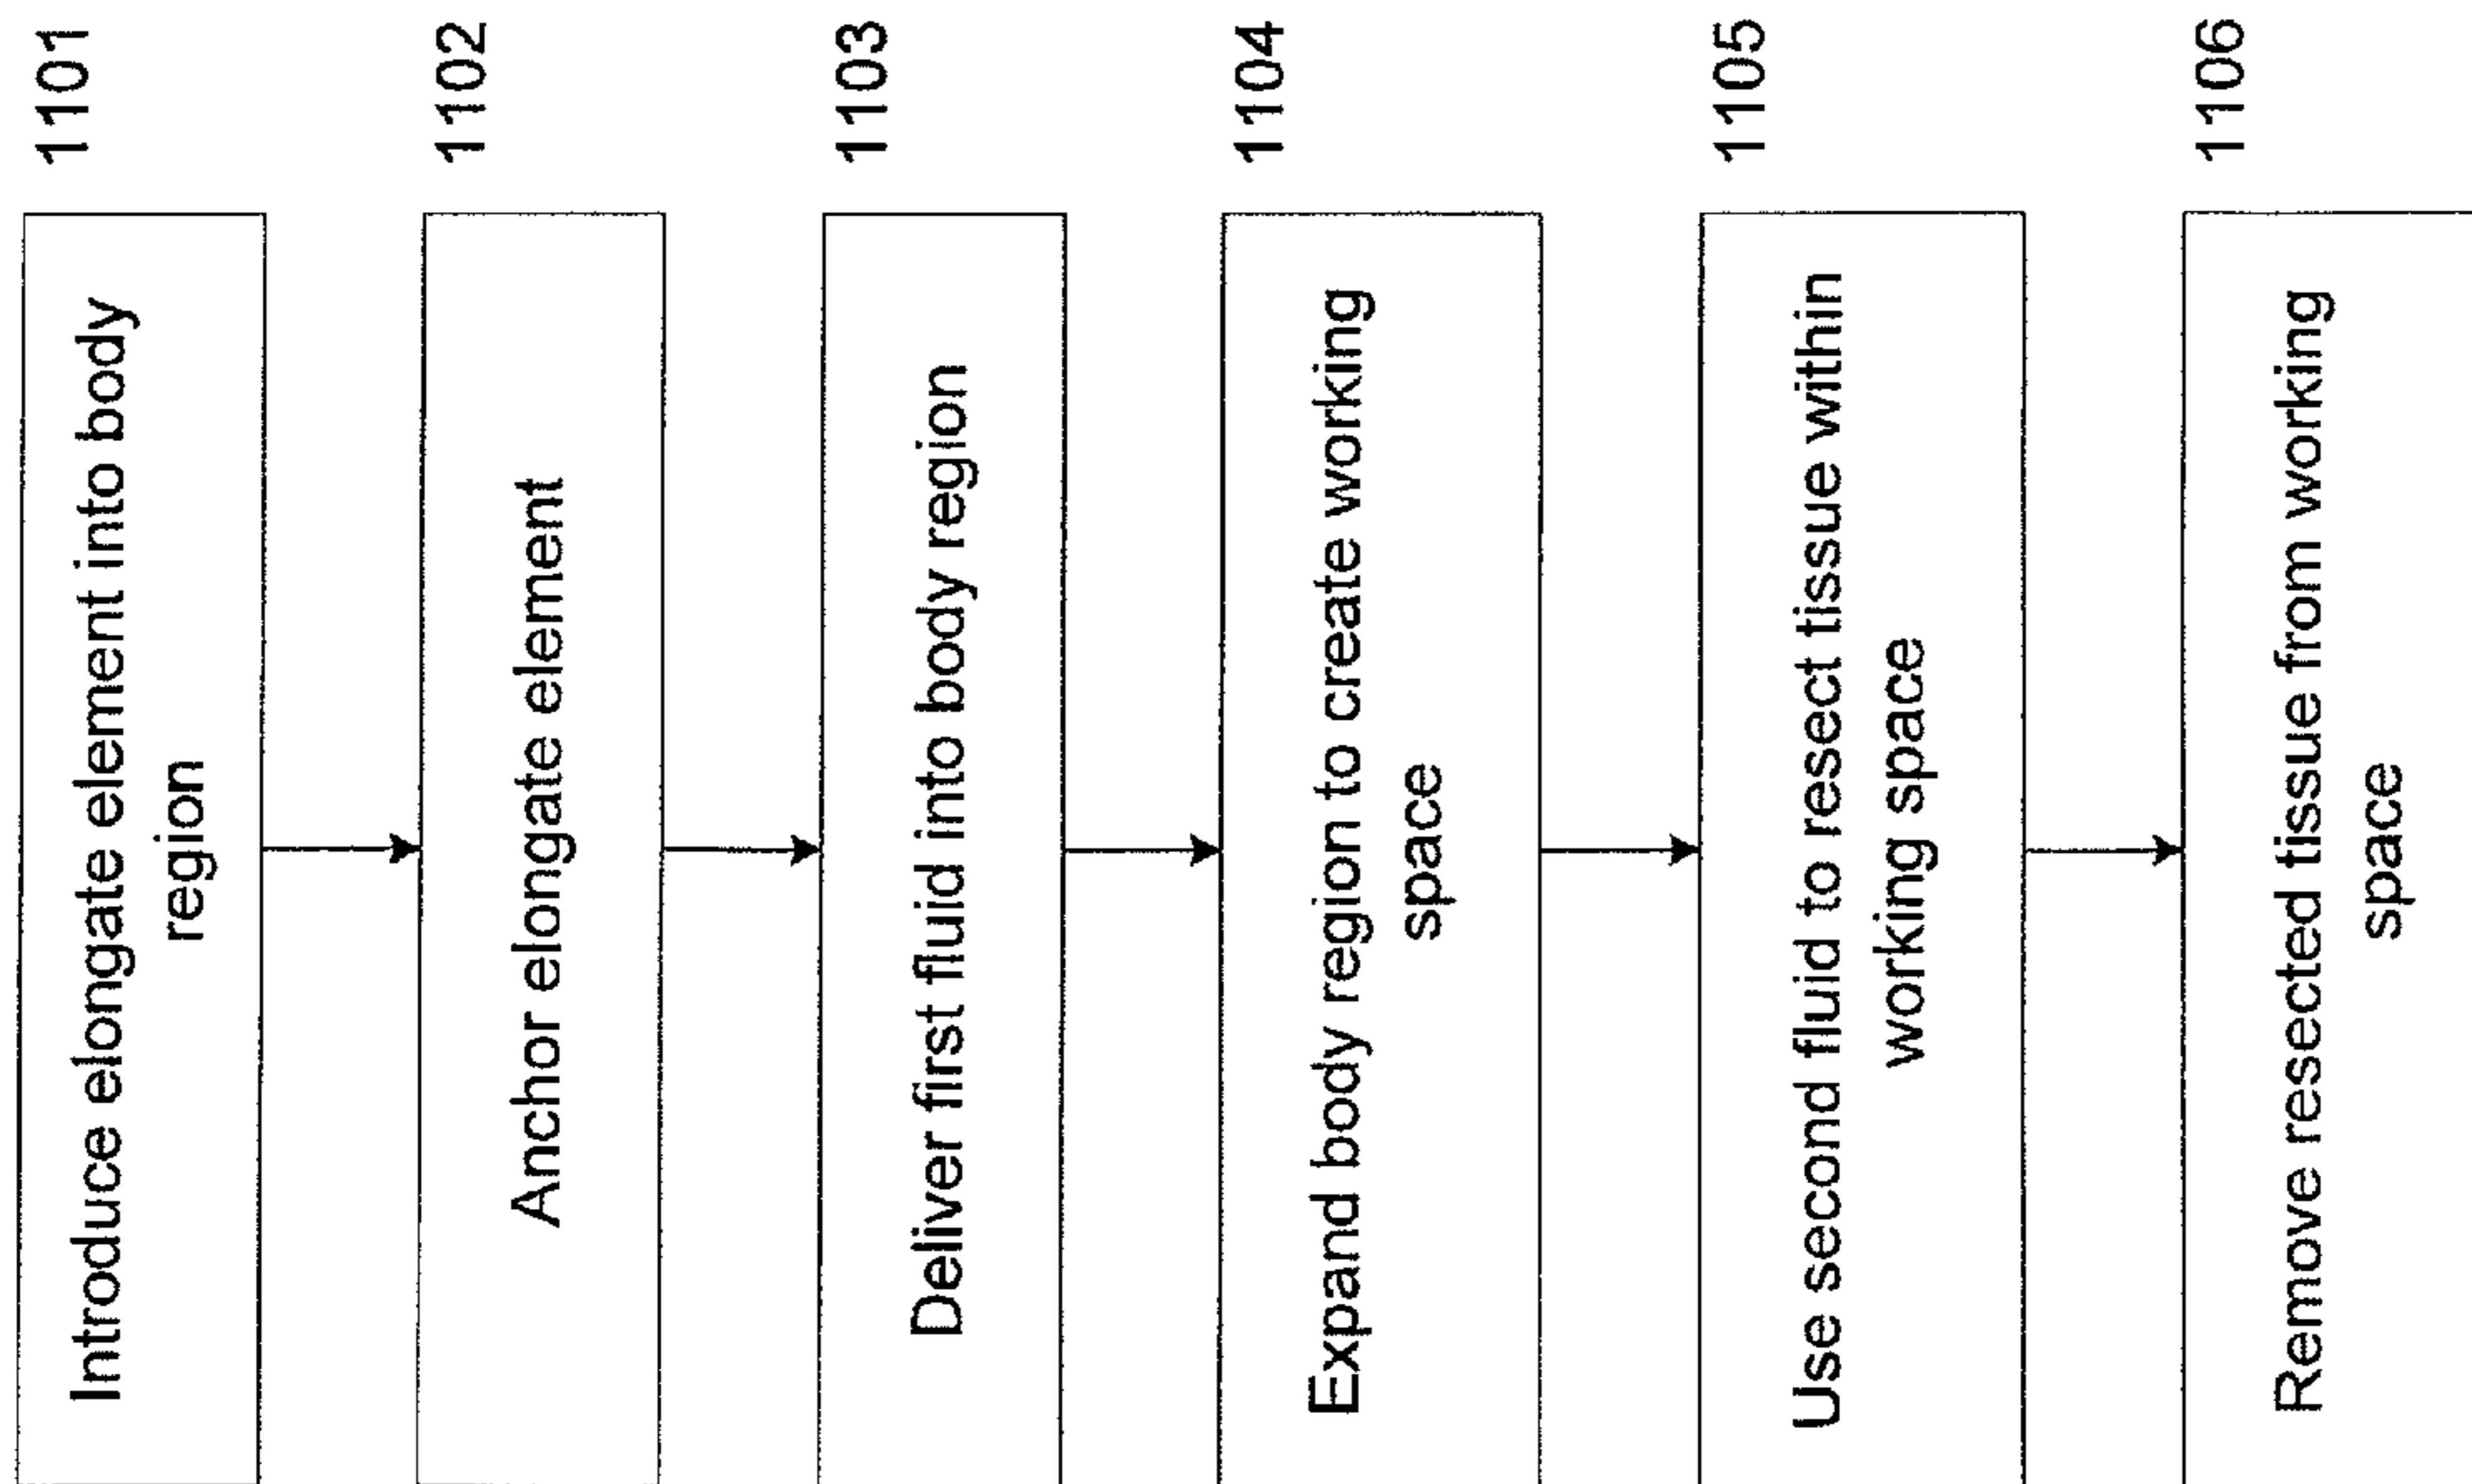 Introduce elongate element into body
region
1101
Anchor elongate element
1102
Deliver first fluid into body region
1103
Expand body region to create working
space
1104
Use second fluid to resect tissue within
working space
1105
Remove resected tissue from working
space
1106